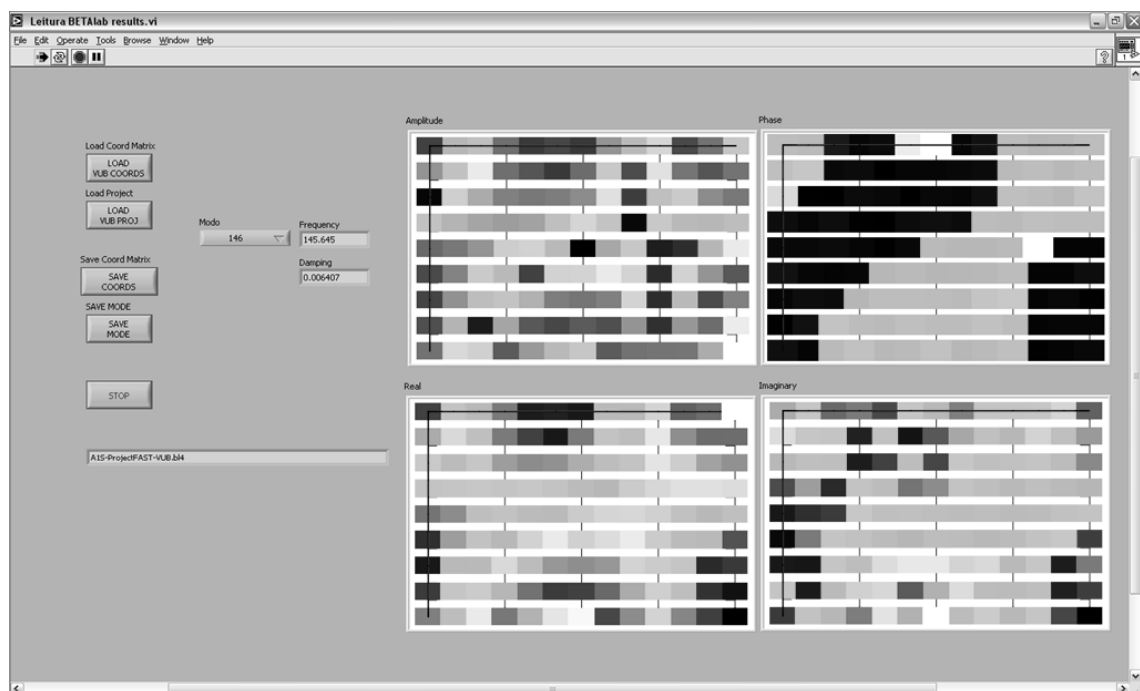 Leitura BETAlab results.vi
File Edit Operate Tools Browse Window Help
1
Amplitude
Phase
Load Coord Matrix
LOAD
VUB COORDS
Load Project
LOAD
VUB PROJ
Modo
146
Frequency
145.645
Save Coord Matrix
SAVE
COORDS
Damping
0.006407
SAVE MODE
SAVE
MODE
STOP
Real
Imaginary
A1S-ProjectFAST-VUB.bl4